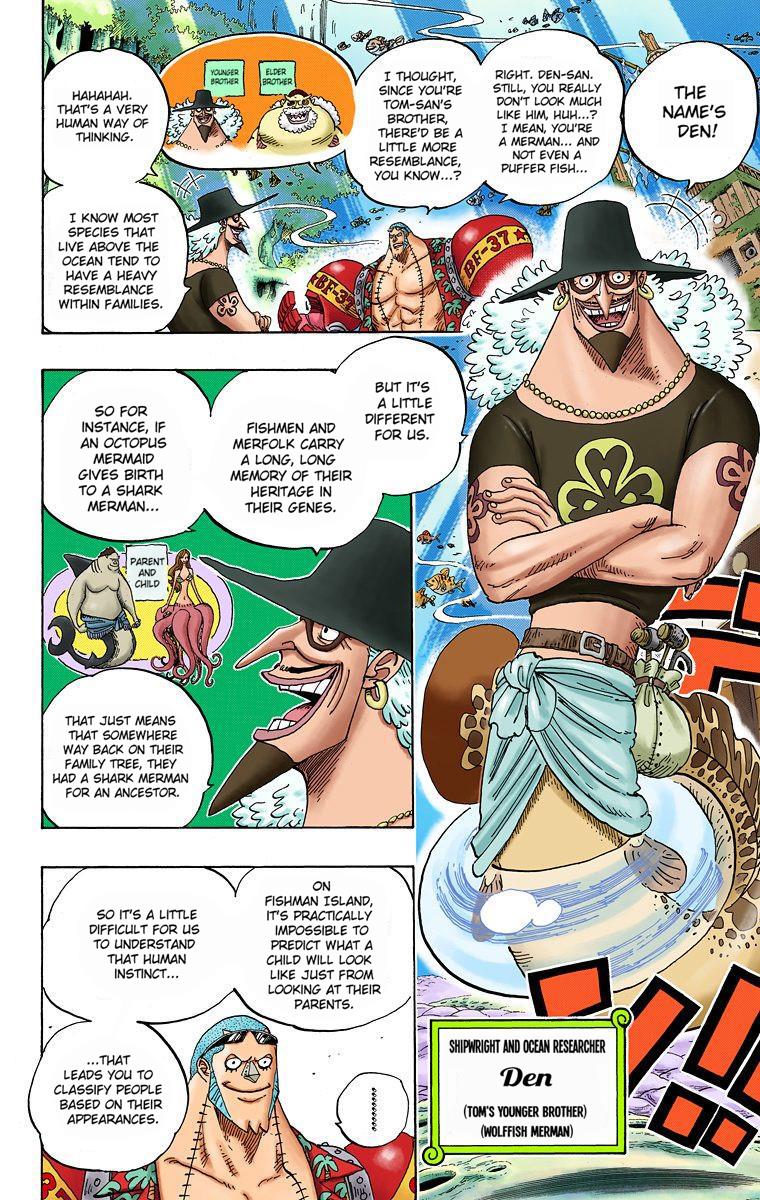 THE
NAME'S
DEN!
RIGHT. DEN-SAN.
STILL, YOU REALLY
DON'T LOOK MUCH
LIKE HIM, HUH...?
I MEAN, YOU'RE
A MERMAN... AND
NOT EVEN A
PUFFER FISH...
I THOUGHT,
SINCE YOU'RE
TOM-SAN'S
BROTHER,
THERE'D BE A
LITTLE MORE
RESEMBLANCE,
YOU KNOW...?
ELDER
BROTHER
YOUNGER
BROTHER
HAHAHAH.
THAT'S A VERY
HUMAN WAY OF
THINKING.
I KNOW MOST
SPECIES THAT
LIVE ABOVE THE
OCEAN TEND TO
HAVE A HEAVY
RESEMBLANCE
WITHIN FAMILIES.
BF-37★
BF-38
BUT IT'S
A LITTLE
DIFFERENT
FOR US.
FISHMEN AND
MERFOLK CARRY
A LONG, LONG
MEMORY OF THEIR
HERITAGE IN
THEIR GENES.
SO FOR
INSTANCE, IF
AN OCTOPUS
MERMAID
GIVES BIRTH
TO A SHARK
MERMAN...
PARENT
AND
CHILD
THAT JUST MEANS
THAT SOMEWHERE
WAY BACK ON THEIR
FAMILY TREE, THEY
HAD A SHARK MERMAN
FOR AN ANCESTOR.
ON
FISHMAN ISLAND,
IT'S PRACTICALLY
IMPOSSIBLE TO
PREDICT WHAT A
CHILD WILL LOOK
LIKE JUST FROM
LOOKING AT THEIR
PARENTS.
SO IT'S A LITTLE
DIFFICULT FOR US
TO UNDERSTAND
THAT HUMAN
INSTINCT...
...THAT
LEADS YOU TO
CLASSIFY PEOPLE
BASED ON THEIR
APPEARANCES.
SHIPWRIGHT AND OCEAN RESEARCHER
Den
(TOM'S YOUNGER BROTHER)
(WOLFFISH MERMAN)